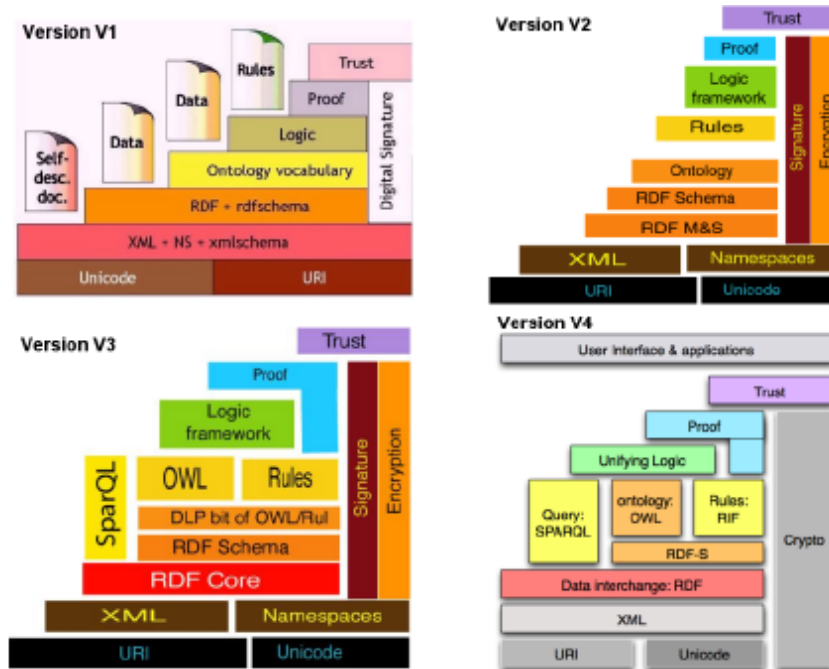 Version V1
Trust
Rules
Data
Proof
Data
Logic
Self-
desc.
doc.
Ontology vocabulary
Digital Signature
RDF + rdfschema
XML + NS + xmlschema
Unicode
URI
Version V2
Trust
Proof
Logic
framework
Rules
Signature
Encryption
Ontology
RDF Schema
RDF M&S
XML
Namespaces
URI
Unicode
Version V3
Trust
Proof
Logic
framework
SparQL
OWL
Rules
Signature
Encryption
DLP bit of OWL/Rul
RDF Schema
RDF Core
XML
Namespaces
URI
Unicode
Version V4
User Interface & applications
Trust
Proof
Unifying Logic
Query:
SPARQL
ontology:
OWL
Rules:
RIF
Crypto
RDF-S
Data interchange: RDF
XML
URI
Unicode